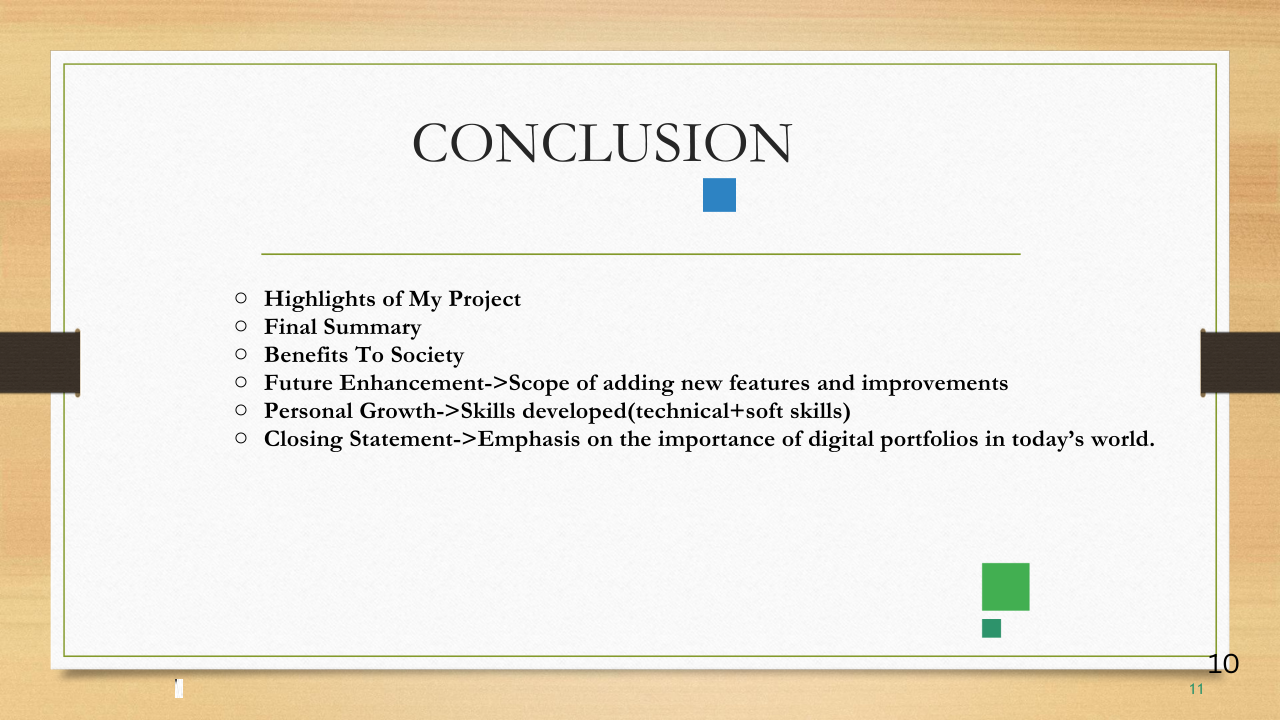 CONCLUSION
○ Highlights of My Project
○ Final Summary
○ Benefits To Society
○ Future Enhancement->Scope of adding new features and improvements
○ Personal Growth->Skills developed(technical+soft skills)
○ Closing Statement->Emphasis on the importance of digital portfolios in today’s world.
10
11